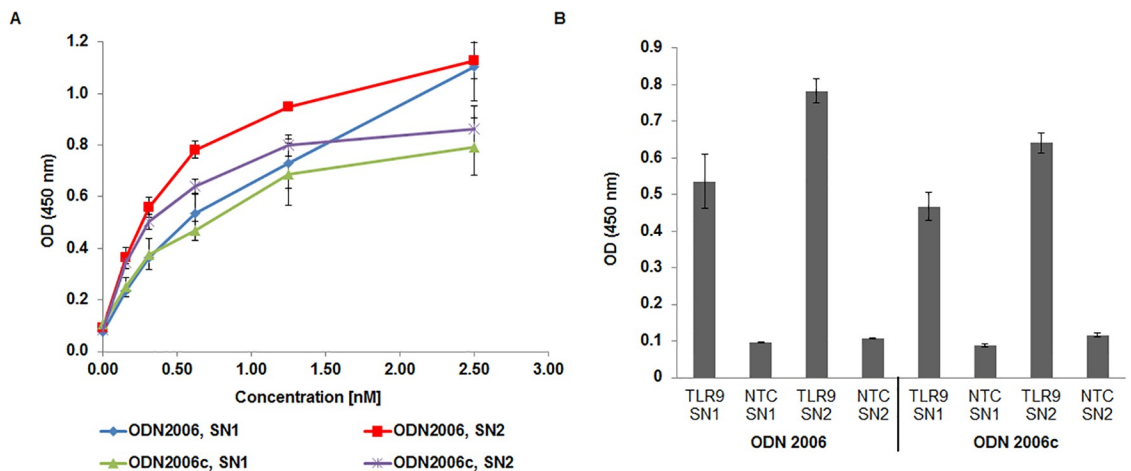 A
OD (450 nm)
1.2
1.0
0.8
0.6
0.4
0.2
0.0
0.00 0.50 1.00 1.50 2.00 2.50 3.00
Concentration [nM]
ODN2006, SN1
ODN2006, SN2
ODN2006c, SN1
ODN2006c, SN2
B
OD (450 nm)
0.9
0.8
0.7
0.6
0.5
0.4
0.3
0.2
0.1
0
TLR9 NTC TLR9 NTC TLR9 NTC TLR9 NTC
SN1 SN1 SN2 SN2 SN1 SN1 SN2 SN2
ODN 2006 ODN 2006c